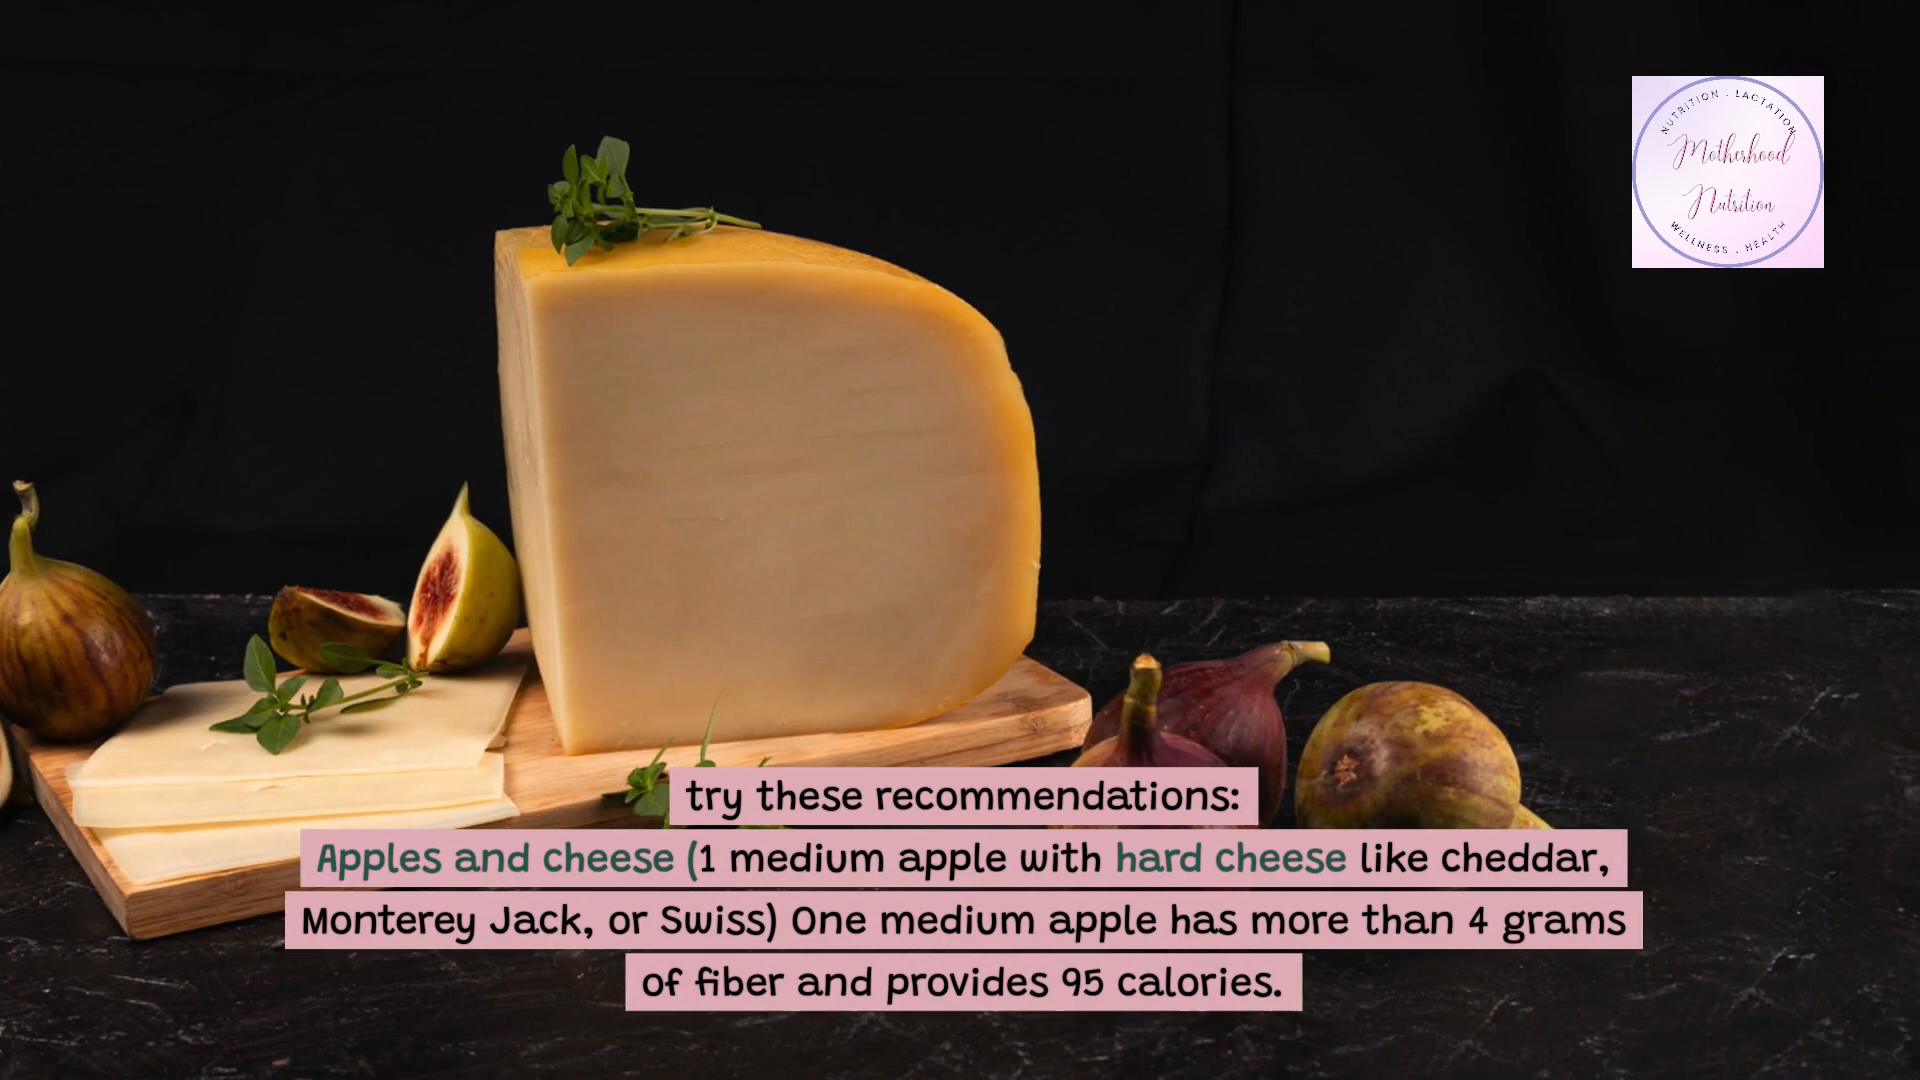 NUTRITION . LACTATION
Motherhood
Nutrition
WELLNESS . HEALTH
try these recommendations:
Apples and cheese (1 medium apple with hard cheese like cheddar,
Monterey Jack, or Swiss) One medium apple has more than 4 grams
of fiber and provides 95 calories.